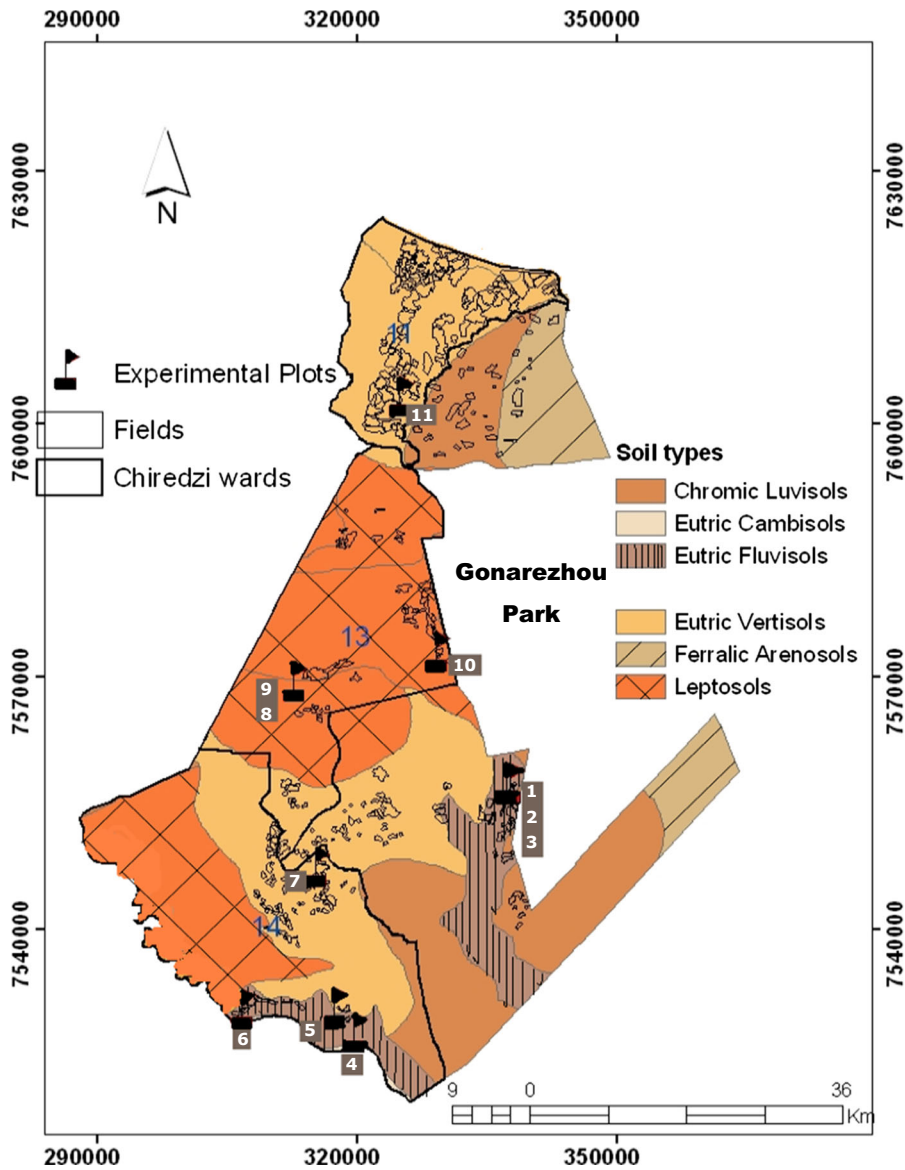 290000 320000 350000
7630000 7630000
N
11
Experimental Plots
11
Fields
7600000 7600000
Chiredzi wards
Soil types
Chromic Luvisols
Eutric Cambisols
Eutric Fluvisols
Gonarezhou
Park
Eutric Vertisols
13
Ferralic Arenosols
10
Leptosols
7570000 7570000
9
8
1
2
3
7
14
7540000 7540000
5
6
4
9 0 36
Km
290000 320000 350000